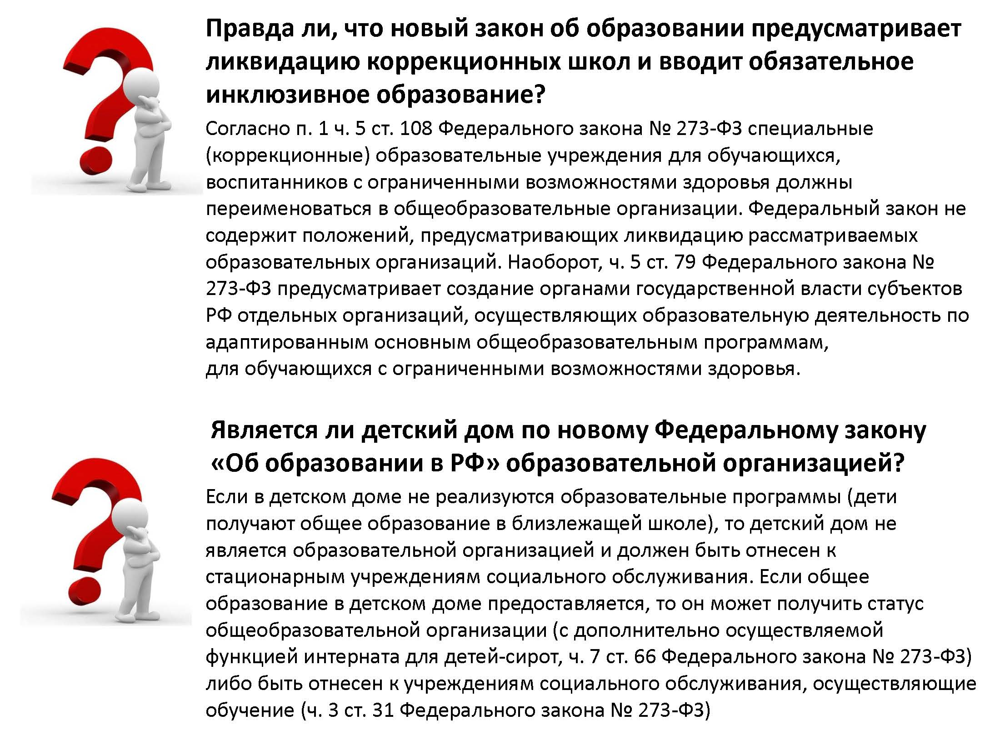 Правда ли, что новый закон об образовании предусматривает
ликвидацию коррекционных школ и вводит обязательное
инклюзивное образование?
Согласно п. 1 ч. 5 ст. 108 Федерального закона № 273-ФЗ специальные
(коррекционные) образовательные учреждения для обучающихся,
воспитанников с ограниченными возможностями здоровья должны
переименоваться в общеобразовательные организации. Федеральный закон не
содержит положений, предусматривающих ликвидацию рассматриваемых
образовательных организаций. Наоборот, ч. 5 ст. 79 Федерального закона №
273-ФЗ предусматривает создание органами государственной власти субъектов
РФ отдельных организаций, осуществляющих образовательную деятельность по
адаптированным основным общеобразовательным программам,
для обучающихся с ограниченными возможностями здоровья.
Является ли детский дом по новому Федеральному закону
«Об образовании в РФ» образовательной организацией?
Если в детском доме не реализуются образовательные программы (дети
получают общее образование в близлежащей школе), то детский дом не
является образовательной организацией и должен быть отнесен к
стационарным учреждениям социального обслуживания. Если общее
образование в детском доме предоставляется, то он может получить статус
общеобразовательной организации (с дополнительно осуществляемой
функцией интерната для детей-сирот, ч. 7 ст. 66 Федерального закона № 273-ФЗ)
либо быть отнесен к учреждениям социального обслуживания, осуществляющие
обучение (ч. 3 ст. 31 Федерального закона № 273-ФЗ)